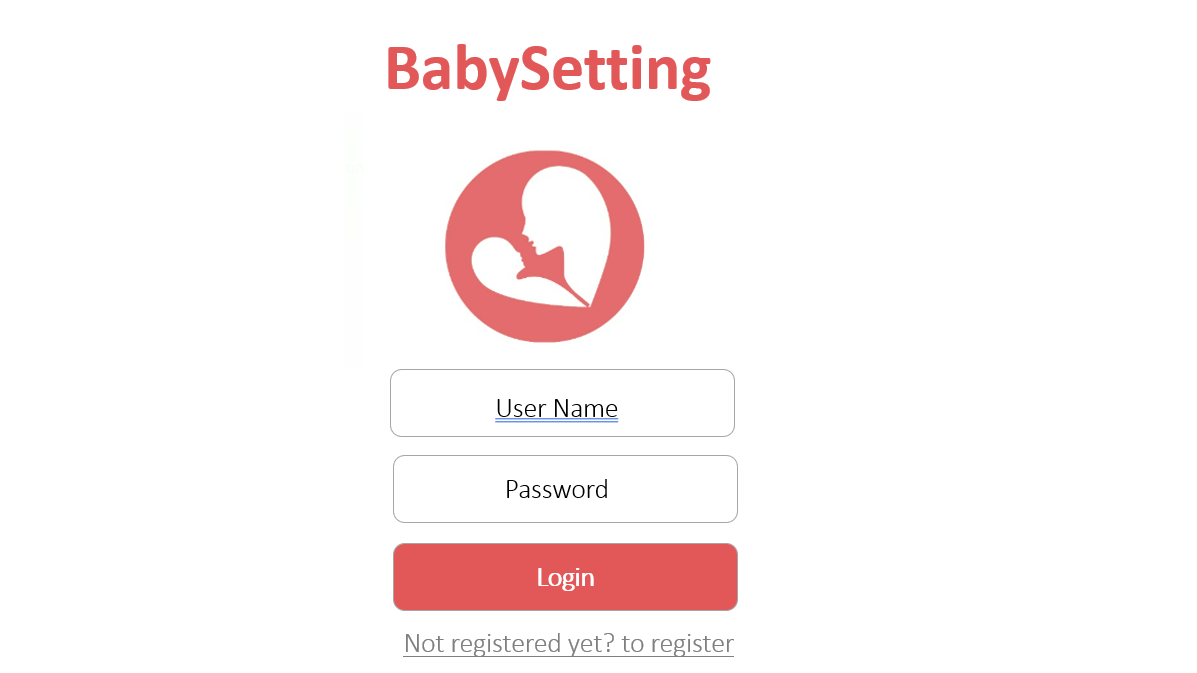 BabySetting
User Name
Password
Login
Not registered yet? to register